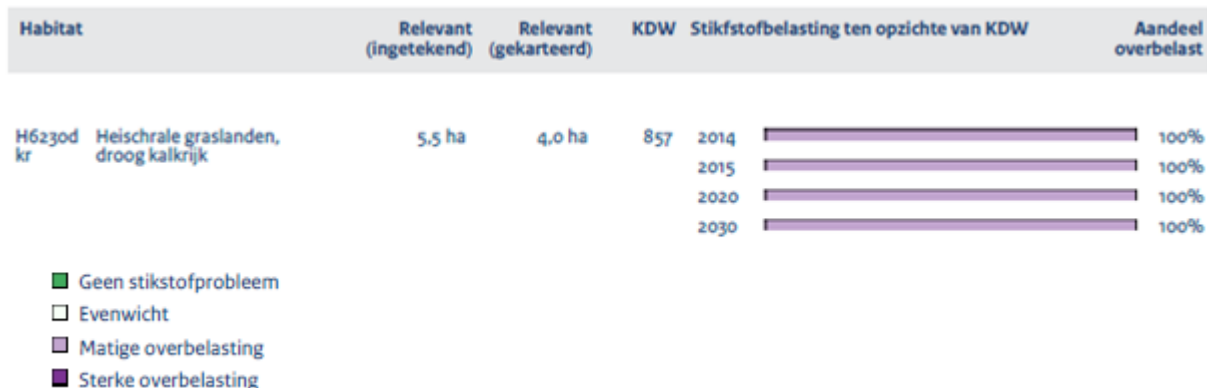 Habitat Relevant Relevant KDW Stikfstofbelasting ten opzichte van KDW Aandeel
(ingetekend) (gekarteerd) overbelast
H6230d Heischrale graslanden, 5,5 ha 4,0 ha 857 2014 100%
kr droog kalkrijk
2015 100%
2020 100%
2030 100%
Geen stikstofprobleem
Evenwicht
Matige overbelasting
Sterke overbelasting